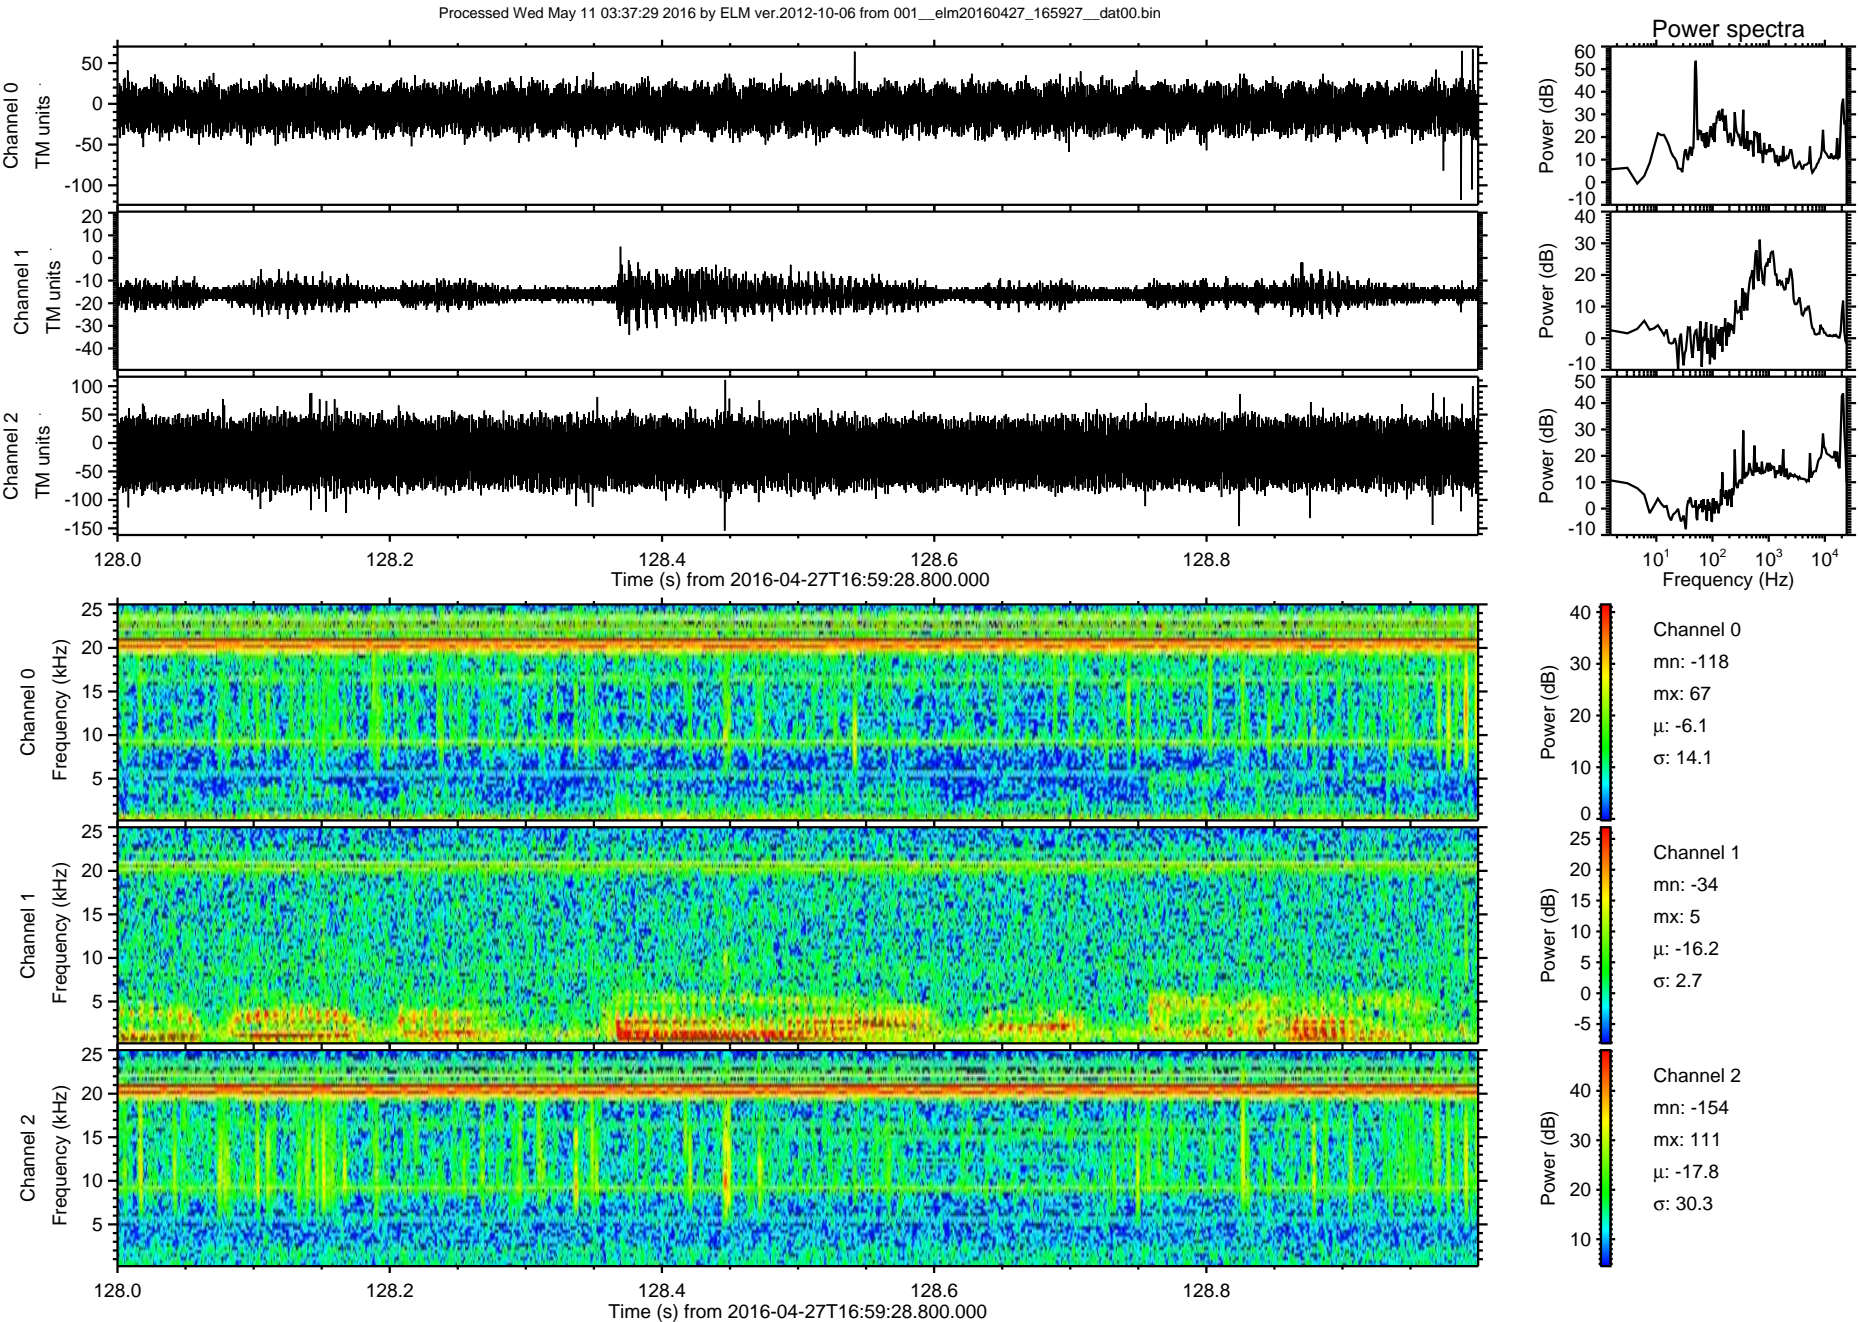 Processed Wed May 11 03:37:29 2016 by ELM ver.2012-10-06 from 001__elm20160427_165927__dat00.bin
Power spectra
Channel 0
TM units
50
0
-50
-100
Power (dB)
60
50
40
30
20
10
0
-10
Channel 1
TM units
20
10
0
-10
-20
-30
-40
Power (dB)
40
30
20
10
0
-10
Channel 2
TM units
100
50
0
-50
-100
-150
Power (dB)
50
40
30
20
10
0
-10
128.0 128.2 128.4 128.6 128.8
Time (s) from 2016-04-27T16:59:28.800.000
10¹ 10² 10³ 10⁴
Frequency (Hz)
Channel 0
Frequency (kHz)
25
20
15
10
5
Power (dB)
40
30
20
10
0
Channel 0
mn: -118
mx: 67
μ: -6.1
σ: 14.1
Channel 1
Frequency (kHz)
25
20
15
10
5
Power (dB)
25
20
15
10
5
0
-5
Channel 1
mn: -34
mx: 5
μ: -16.2
σ: 2.7
Channel 2
Frequency (kHz)
25
20
15
10
5
Power (dB)
40
30
20
10
Channel 2
mn: -154
mx: 111
μ: -17.8
σ: 30.3
128.0 128.2 128.4 128.6 128.8
Time (s) from 2016-04-27T16:59:28.800.000